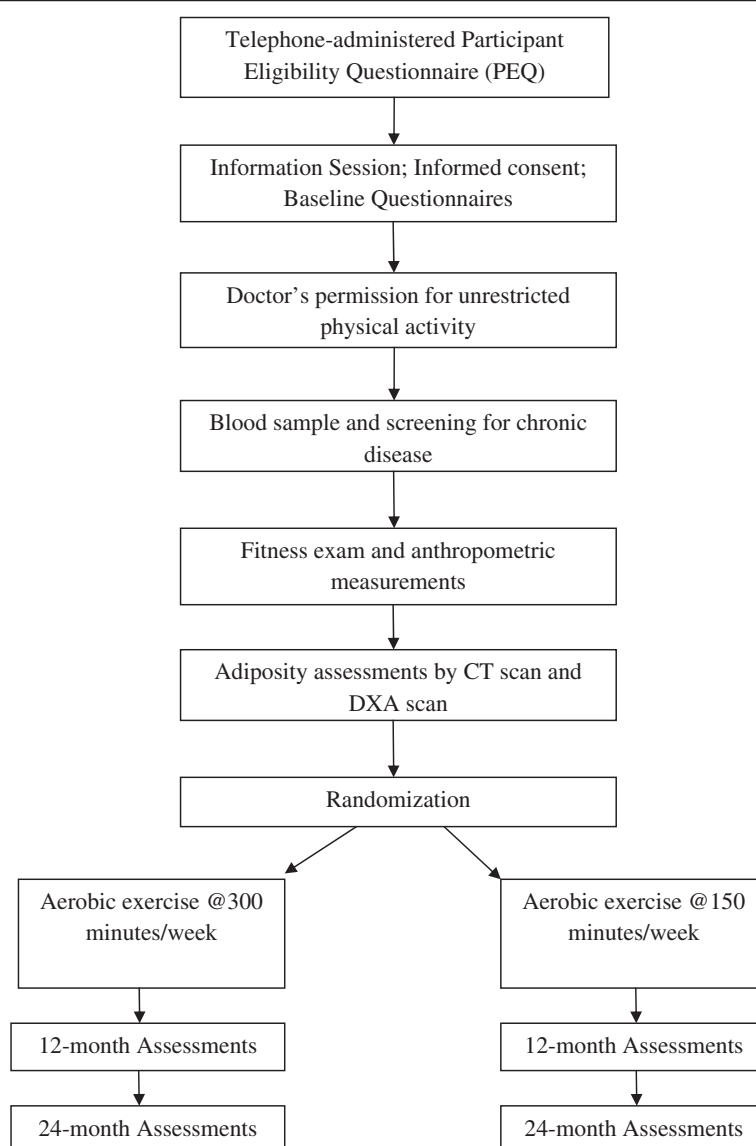 Telephone-administered Participant
Eligibility Questionnaire (PEQ)
Information Session; Informed consent;
Baseline Questionnaires
Doctor's permission for unrestricted
physical activity
Blood sample and screening for chronic
disease
Fitness exam and anthropometric
measurements
Adiposity assessments by CT scan and
DXA scan
Randomization
Aerobic exercise @300
minutes/week
Aerobic exercise @150
minutes/week
12-month Assessments
12-month Assessments
24-month Assessments
24-month Assessments